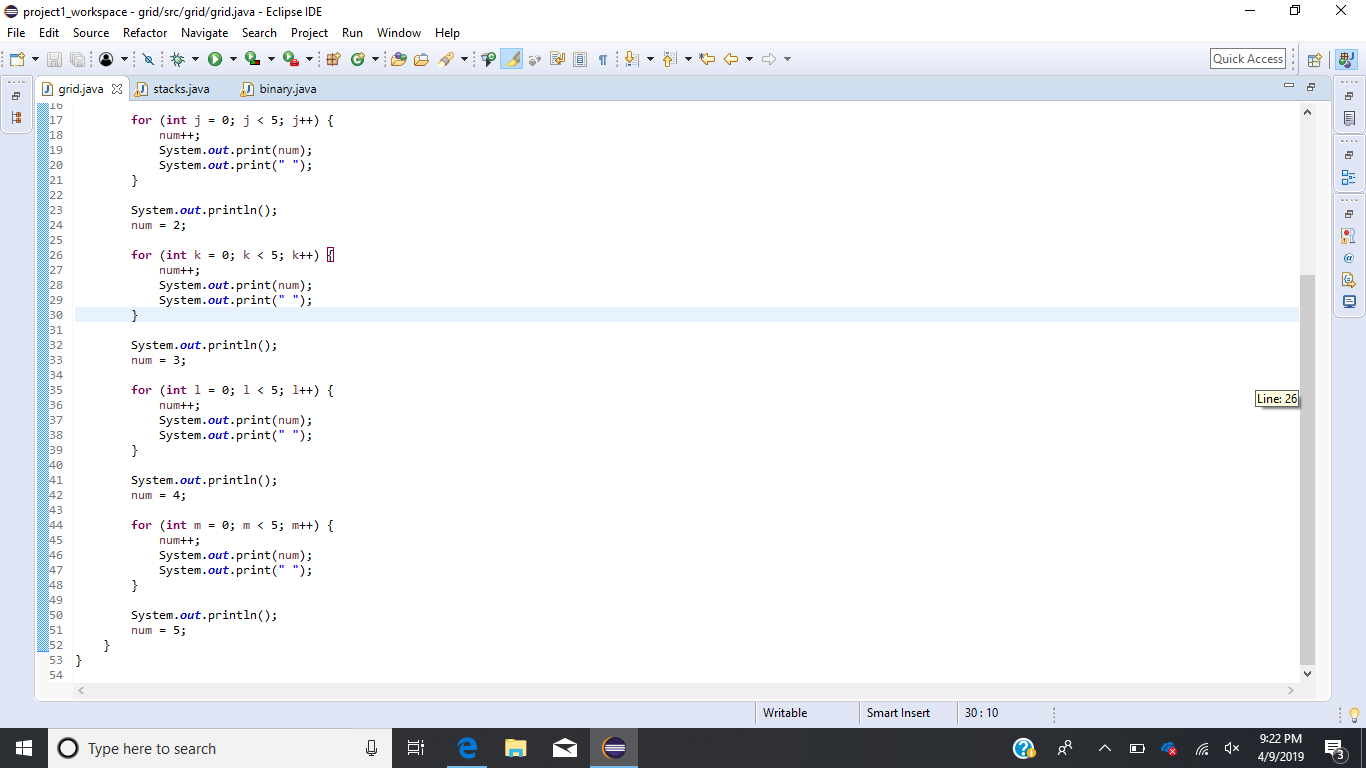 project1_workspace - grid/src/grid/grid.java - Eclipse IDE
File Edit Source Refactor Navigate Search Project Run Window Help
Quick Access
grid.java stacks.java binary.java
16
17 for (int j = 0; j < 5; j++) {
18 num++;
19 System.out.print(num);
20 System.out.print(" ");
21 }
22
23 System.out.println();
24 num = 2;
25
26 for (int k = 0; k < 5; k++) {
27 num++;
28 System.out.print(num);
29 System.out.print(" ");
30 }
31
32 System.out.println();
33 num = 3;
34
35 for (int l = 0; l < 5; l++) {
36 num++;
37 System.out.print(num);
38 System.out.print(" ");
39 }
40
41 System.out.println();
42 num = 4;
43
44 for (int m = 0; m < 5; m++) {
45 num++;
46 System.out.print(num);
47 System.out.print(" ");
48 }
49
50 System.out.println();
51 num = 5;
52 }
53 }
54
Line: 26
Writable Smart Insert 30 : 10
Type here to search
9:22 PM
4/9/2019
3